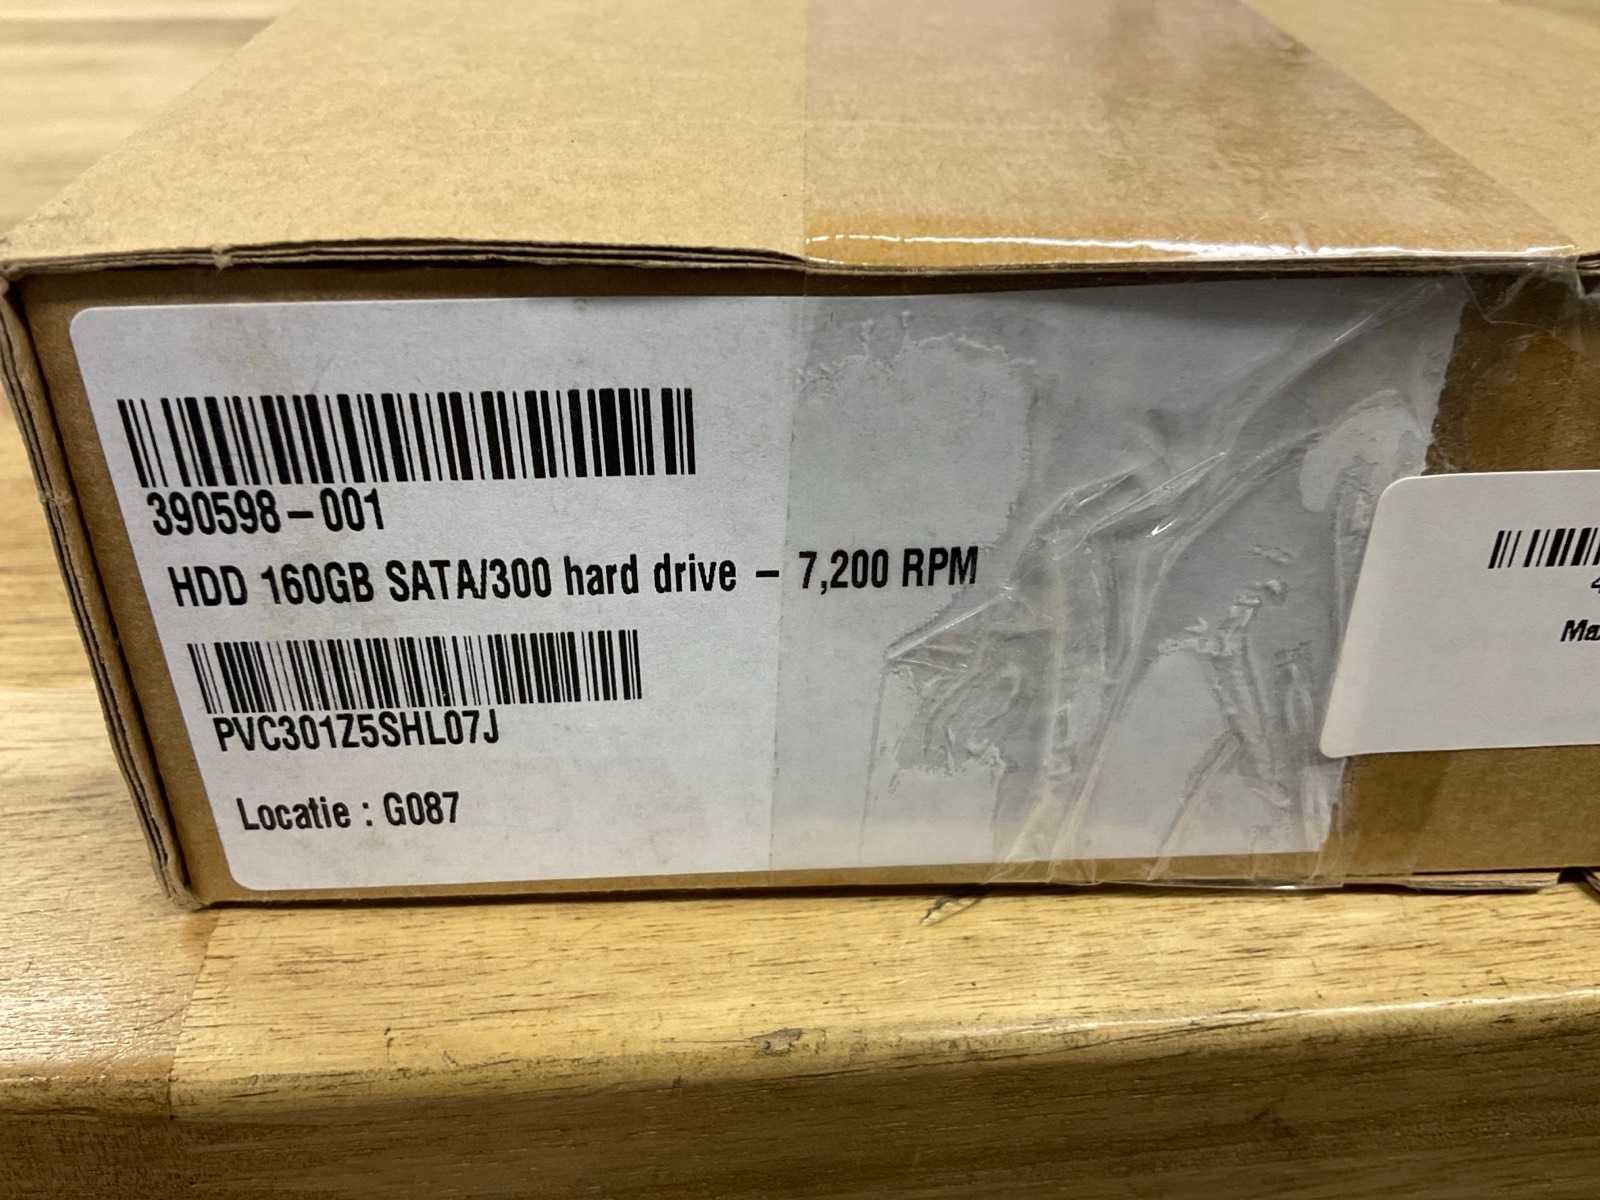 390598-001
HDD 160GB SATA/300 hard drive - 7,200 RPM
PVC301Z5SHL07J
Locatie : G087